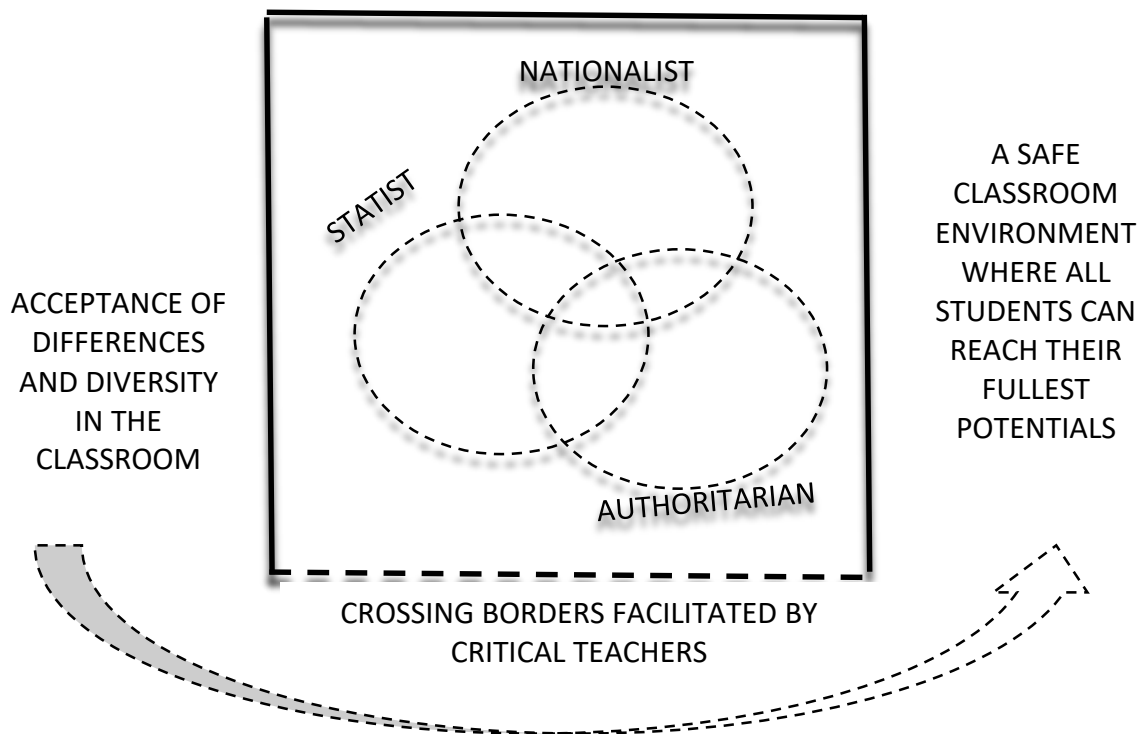 NATIONALIST
STATIST
AUTHORITARIAN
ACCEPTANCE OF
DIFFERENCES
AND DIVERSITY
IN THE
CLASSROOM
A SAFE
CLASSROOM
ENVIRONMENT
WHERE ALL
STUDENTS CAN
REACH THEIR
FULLEST
POTENTIALS
CROSSING BORDERS FACILITATED BY
CRITICAL TEACHERS